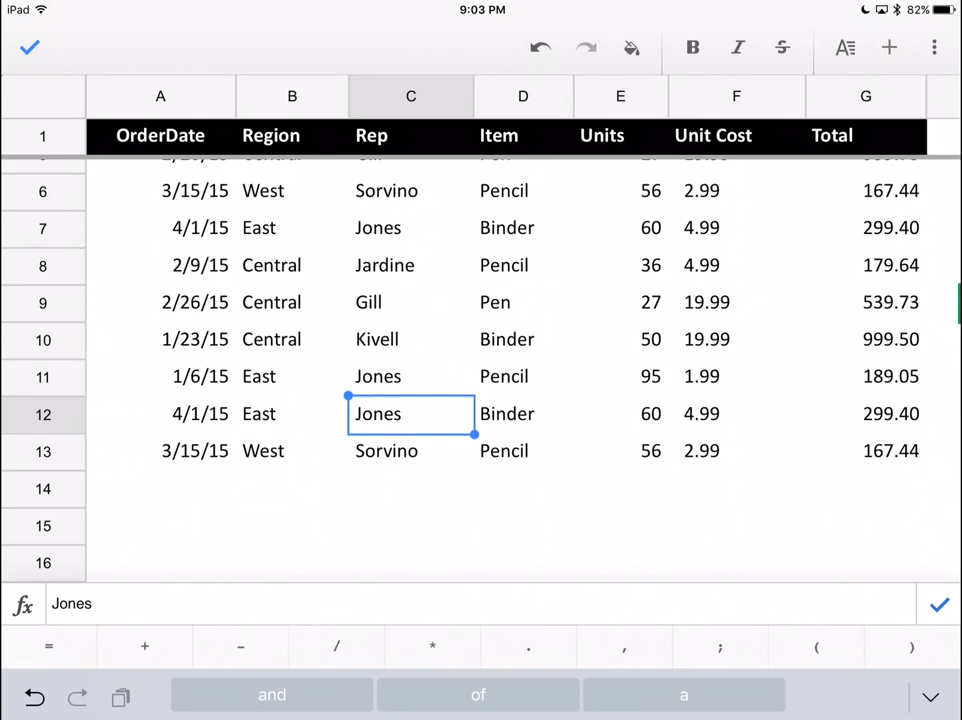 iPad 9:03 PM 82%
B I S A
A B C D E F G
1 OrderDate Region Rep Item Units Unit Cost Total
6 3/15/15 West Sorvino Pencil 56 2.99 167.44
7 4/1/15 East Jones Binder 60 4.99 299.40
8 2/9/15 Central Jardine Pencil 36 4.99 179.64
9 2/26/15 Central Gill Pen 27 19.99 539.73
10 1/23/15 Central Kivell Binder 50 19.99 999.50
11 1/6/15 East Jones Pencil 95 1.99 189.05
12 4/1/15 East Jones Binder 60 4.99 299.40
13 3/15/15 West Sorvino Pencil 56 2.99 167.44
14
15
16
fx Jones
= + - / * . , ; ( )
and of a